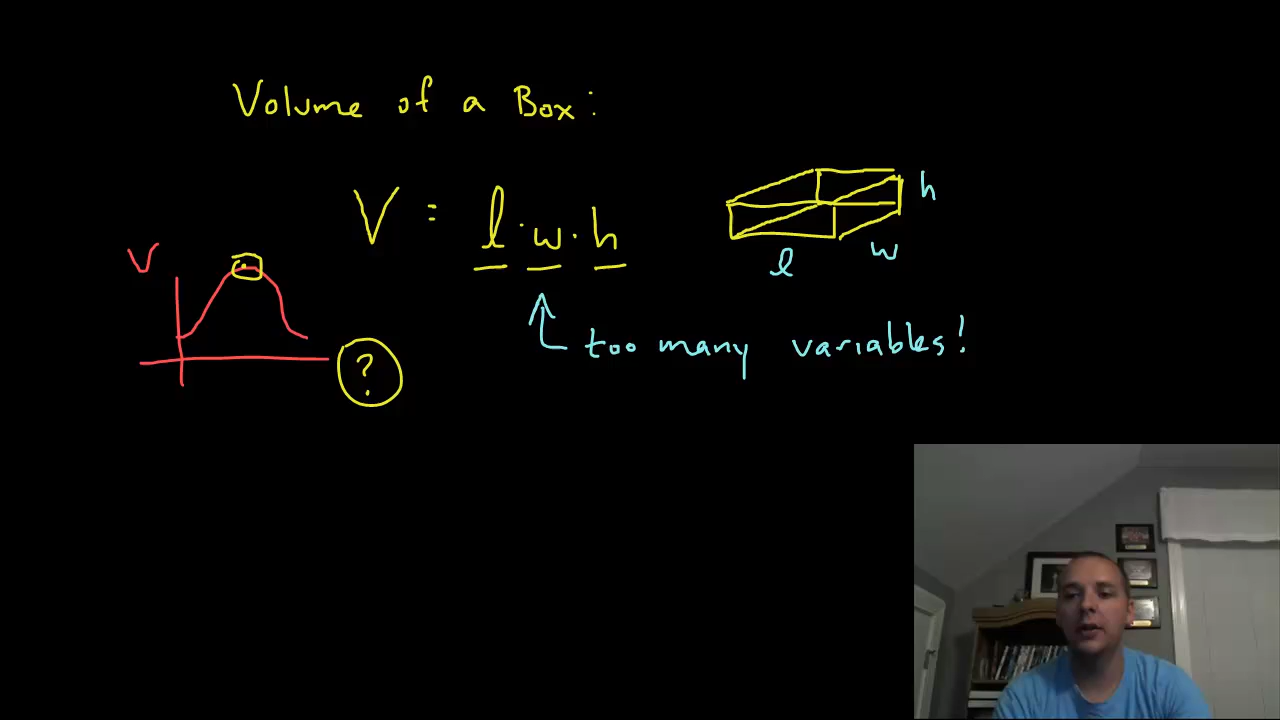 Volume of a Box:
V = l · w · h
h
l
w
V
?
too many variables!